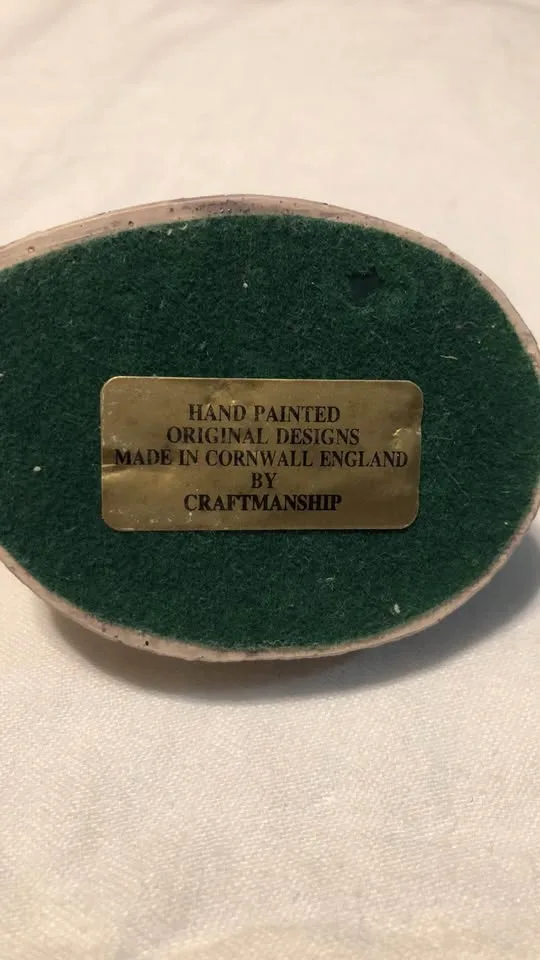 HAND PAINTED
ORIGINAL DESIGNS
MADE IN CORNWALL ENGLAND
BY
CRAFTMANSHIP